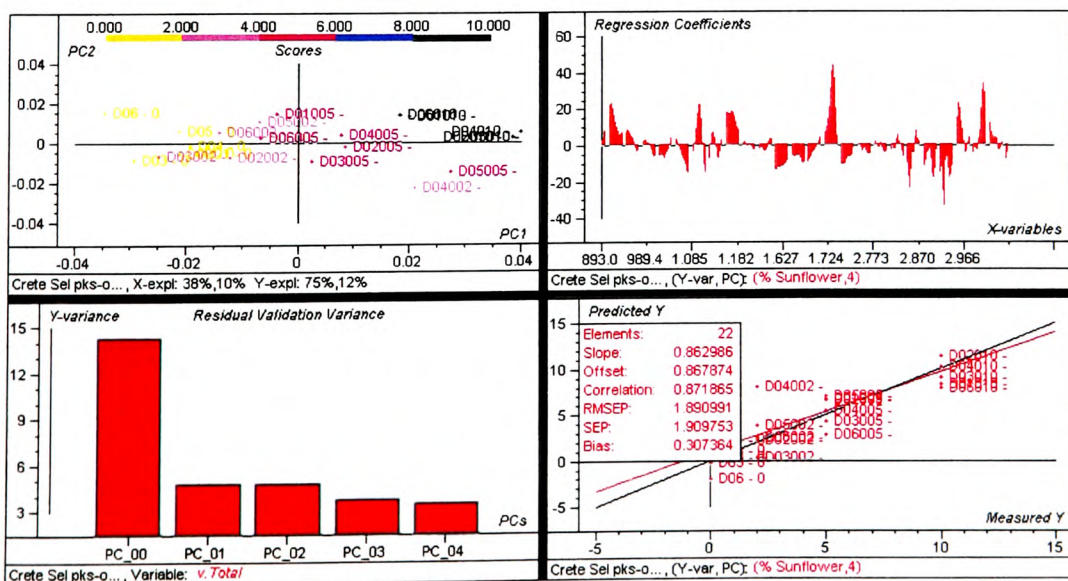 0.000 2.000 4.000 6.000 8.000 10.000
PC2 Scores
0.04
0.02
0
-0.02
-0.04
D06 - 0
D01005 -
D05002
D06002
D06005 -
D04005 -
D02005 -
D03002
D02002 -
D03005 -
D05005 -
D04002 -
PC1
-0.04 -0.02 0 0.02 0.04
Crete Sel pks-o..., X-expl: 38%,10% Y-expl: 75%,12%
Regression Coefficients
60
40
20
0
-20
-40
X-variables
893.0 989.4 1.085 1.182 1.627 1.724 2.773 2.870 2.966
Crete Sel pks-o..., (Y-var, PC): (% Sunflower,4)
Y-variance Residual Validation Variance
15
12
9
6
3
PCs
PC_00 PC_01 PC_02 PC_03 PC_04
Crete Sel pks-o..., Variable: v.Total
Predicted Y
15
10
5
0
-5
Elements: 22
Slope: 0.862986
Offset: 0.867874
Correlation: 0.871865
RMSEP: 1.890991
SEP: 1.909753
Bias: 0.307364
D02010 -
D04010
D06010 -
D04002 -
D04005 -
D05002 -
D03005 -
D06005 -
D03002 -
D06 - 0
Measured Y
-5 0 5 10 15
Crete Sel pks-o..., (Y-var, PC): (% Sunflower,4)